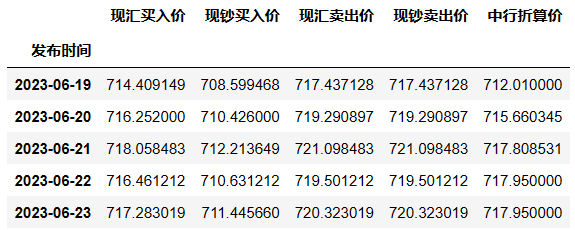 现汇买入价 现钞买入价 现汇卖出价 现钞卖出价 中行折算价
发布时间
2023-06-19 714.409149 708.599468 717.437128 717.437128 712.010000
2023-06-20 716.252000 710.426000 719.290897 719.290897 715.660345
2023-06-21 718.058483 712.213649 721.098483 721.098483 717.808531
2023-06-22 716.461212 710.631212 719.501212 719.501212 717.950000
2023-06-23 717.283019 711.445660 720.323019 720.323019 717.950000